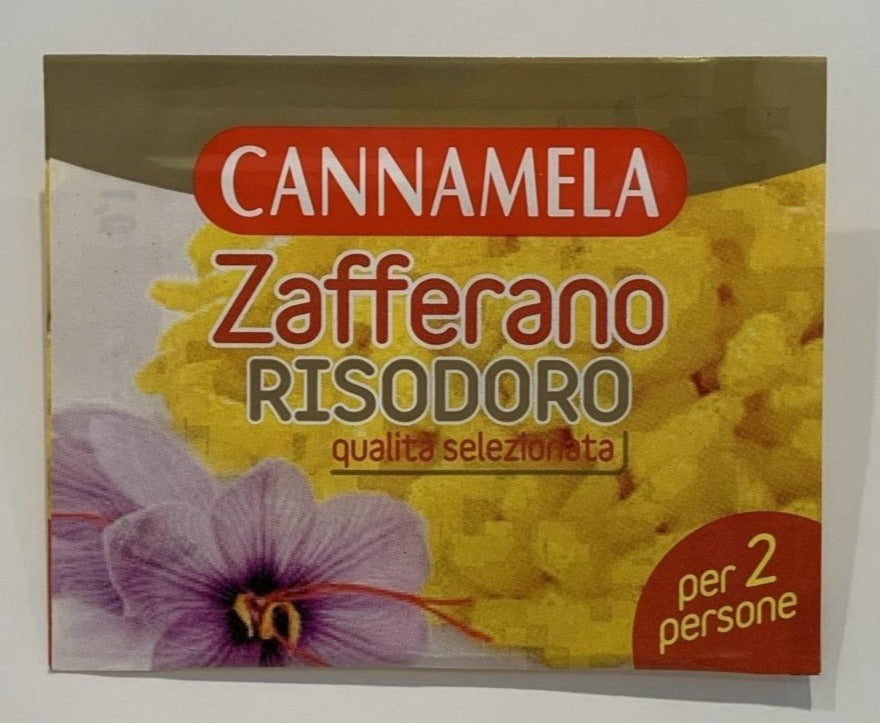 CANNAMELA
Zafferano
RISODORO
qualità selezionata
per 2
persone